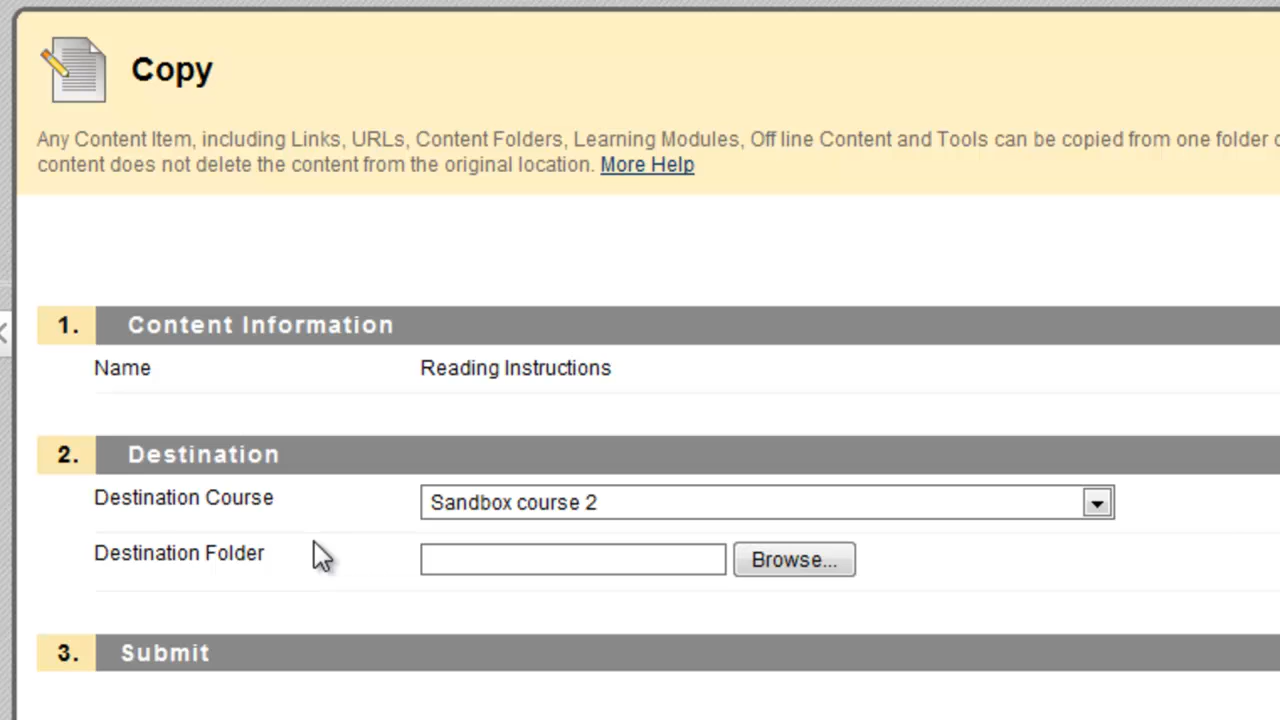 Copy
Any Content Item, including Links, URLs, Content Folders, Learning Modules, Off line Content and Tools can be copied from one folder
content does not delete the content from the original location. More Help
1. Content Information
Name Reading Instructions
2. Destination
Destination Course Sandbox course 2
Destination Folder Browse...
3. Submit